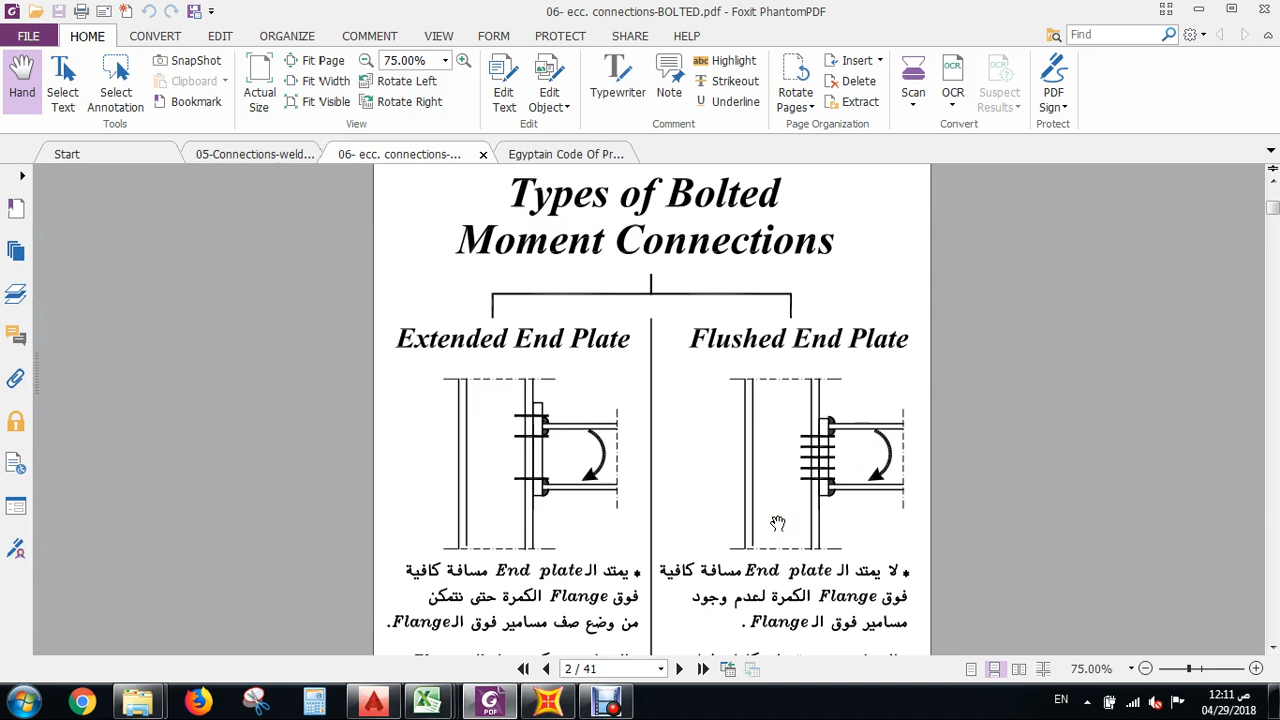 06- ecc. connections-BOLTED.pdf - Foxit PhantomPDF
FILE HOME CONVERT EDIT ORGANIZE COMMENT VIEW FORM PROTECT SHARE HELP
Find
Hand
Select Text
Select Annotation
SnapShot
Clipboard
Bookmark
Tools
Actual Size
Fit Page
Fit Width
Fit Visible
75.00%
Rotate Left
Rotate Right
View
Edit Text
Edit Object
Edit
Typewriter
Note
Highlight
Strikeout
Underline
Comment
Rotate Pages
Insert
Delete
Extract
Page Organization
Scan
OCR
OCR
OCR
Suspect Results
Convert
PDF Sign
Protect
Start
05-Connections-weld...
06- ecc. connections-...
Egyptain Code Of Pr...
Types of Bolted
Moment Connections
Extended End Plate
Flushed End Plate
* يمتد الـ End plate مسافة كافية
فوق Flange الكمرة حتى نتمكن
من وضع صف مسامير فوق الـ Flange.
* لا يمتد الـ End plate مسافة كافية
فوق Flange الكمرة لعدم وجود
مسامير فوق الـ Flange .
2 / 41
75.00%
PDF
EN
12:11 ص
04/29/2018